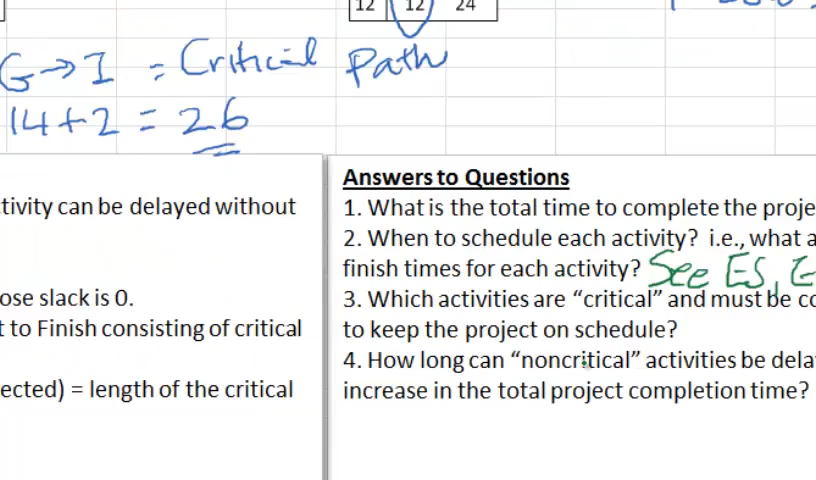 12 12 24
G → I = Critical Path
14 + 2 = 26
tivity can be delayed without
ose slack is 0.
t to Finish consisting of critical
ected) = length of the critical
Answers to Questions
1. What is the total time to complete the proje
2. When to schedule each activity? i.e., what a
finish times for each activity? See ES,
3. Which activities are “critical” and must be co
to keep the project on schedule?
4. How long can “noncritical” activities be dela
increase in the total project completion time?